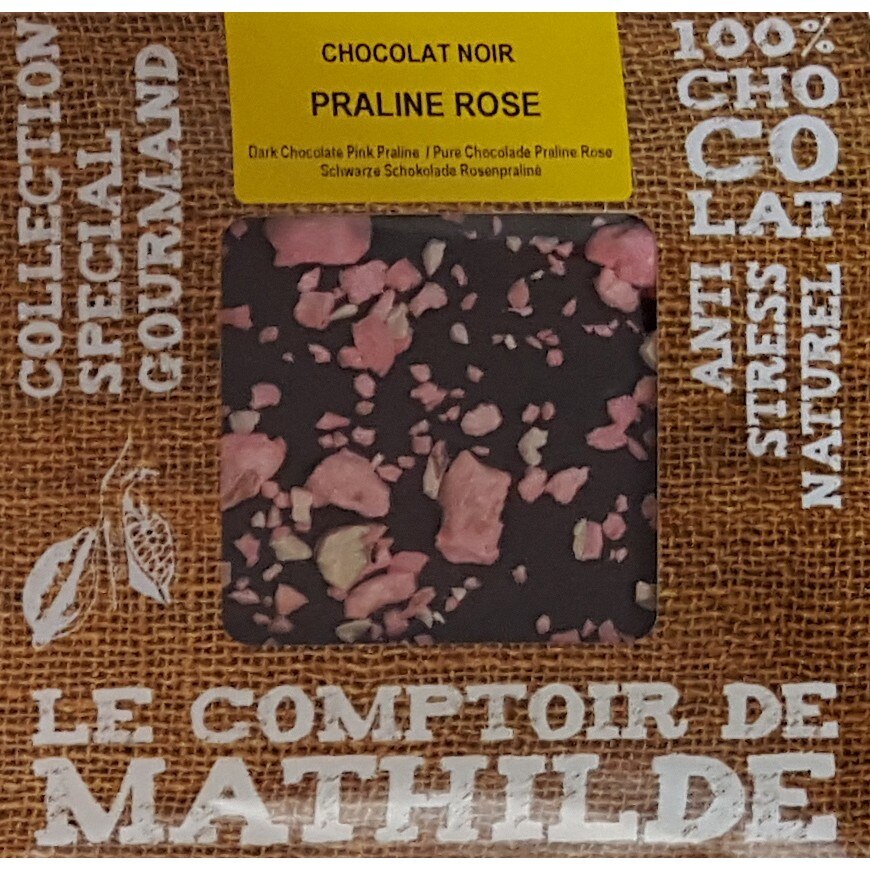 COLLECTION
SPECIAL
GOURMAND
CHOCOLAT NOIR
PRALINE ROSE
Dark Chocolate Pink Praline / Pure Chocolade Praline Rose
Schwarze Schokolade Rosenpraline
100%
CHO
CO
LAT
ANTI
STRESS
NATUREL
LE COMPTOIR DE
MATHILDE